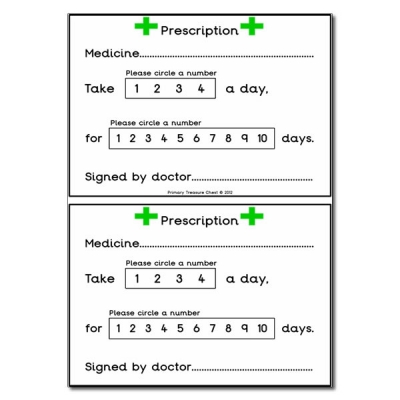 Prescription
Medicine................................................................
Please circle a number
Take 1 2 3 4 a day,
Please circle a number
for 1 2 3 4 5 6 7 8 9 10 days.
Signed by doctor.............................................
Primary Treasure Chest © 2012
Prescription
Medicine................................................................
Please circle a number
Take 1 2 3 4 a day,
Please circle a number
for 1 2 3 4 5 6 7 8 9 10 days.
Signed by doctor.............................................